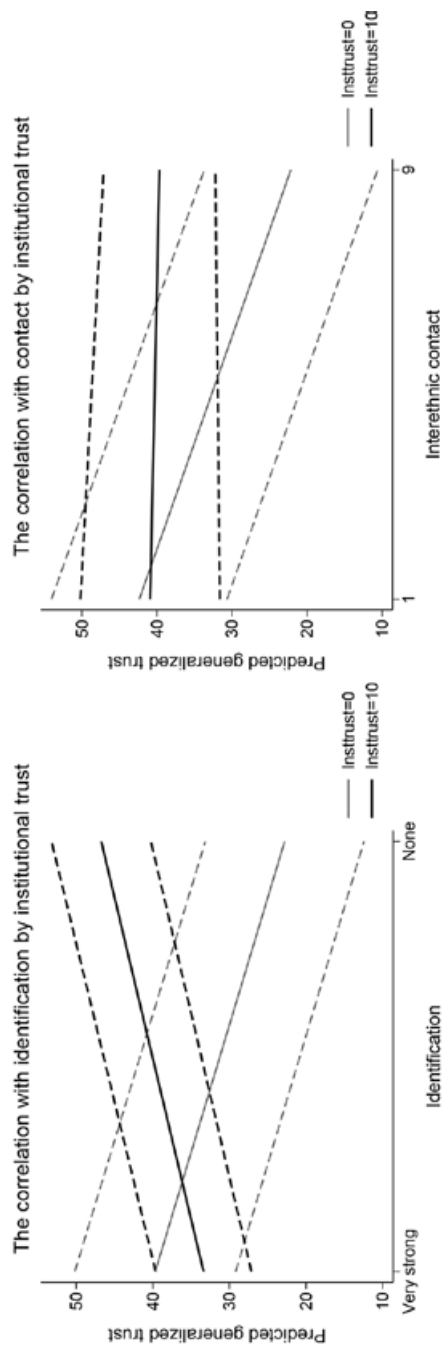 The correlation with identification by institutional trust
Predicted generalized trust
50
40
30
20
10
Very strong
None
Identification
Insttrust=0
Insttrust=10
The correlation with contact by institutional trust
Predicted generalized trust
50
40
30
20
10
1
9
Interethnic contact
Insttrust=0
Insttrust=10